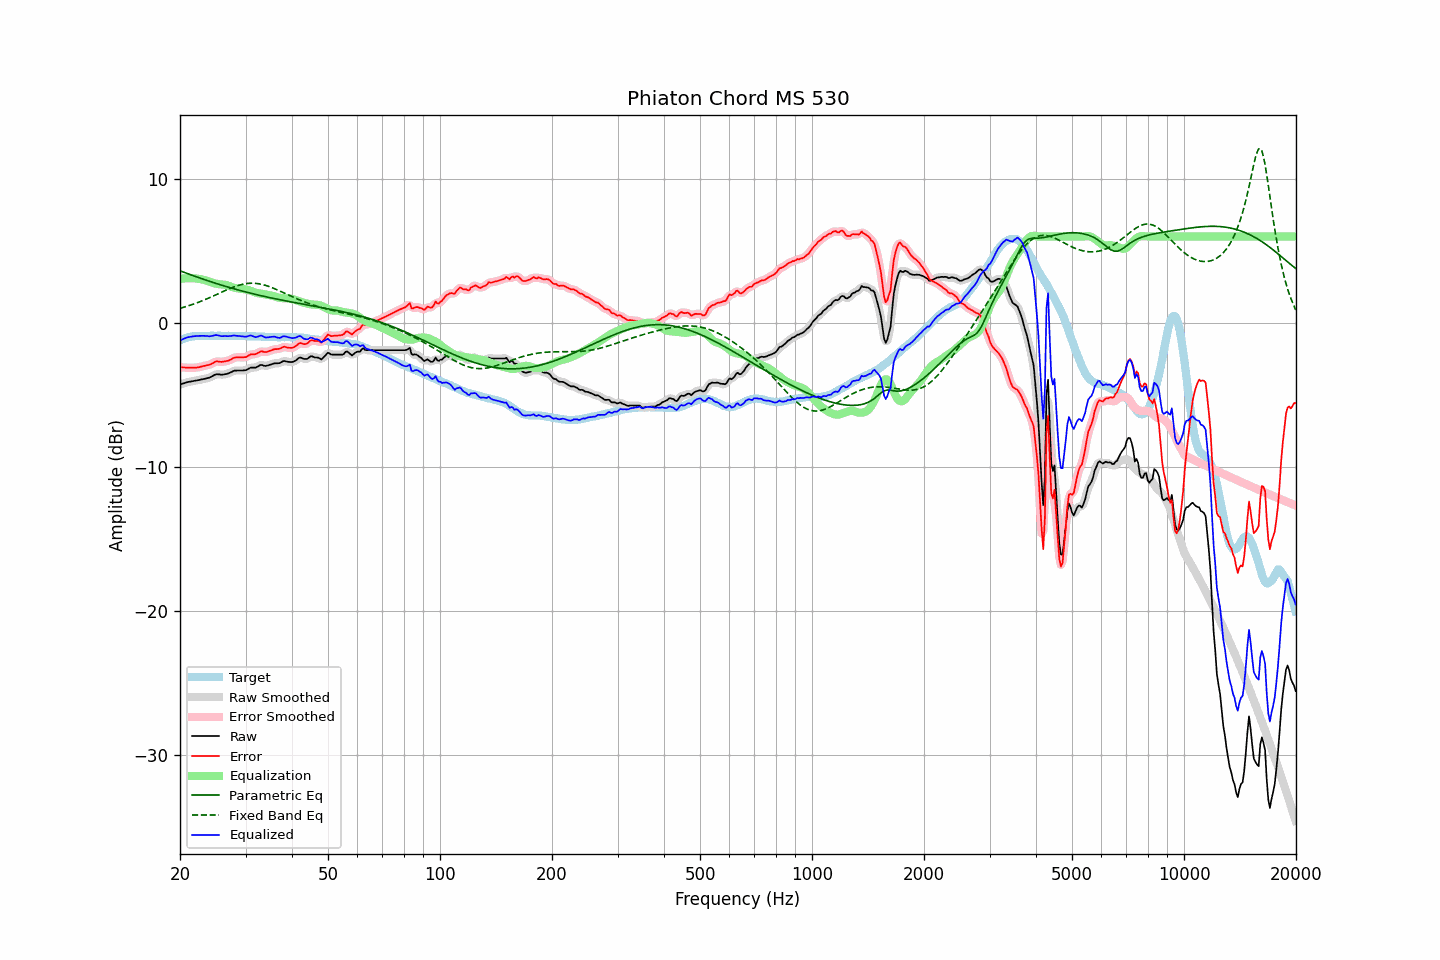 Phiaton Chord MS 530
Amplitude (dBr)
10
0
−10
−20
−30
Target
Raw Smoothed
Error Smoothed
Raw
Error
Equalization
Parametric Eq
Fixed Band Eq
Equalized
20
50
100
200
500
1000
2000
5000
10000
20000
Frequency (Hz)